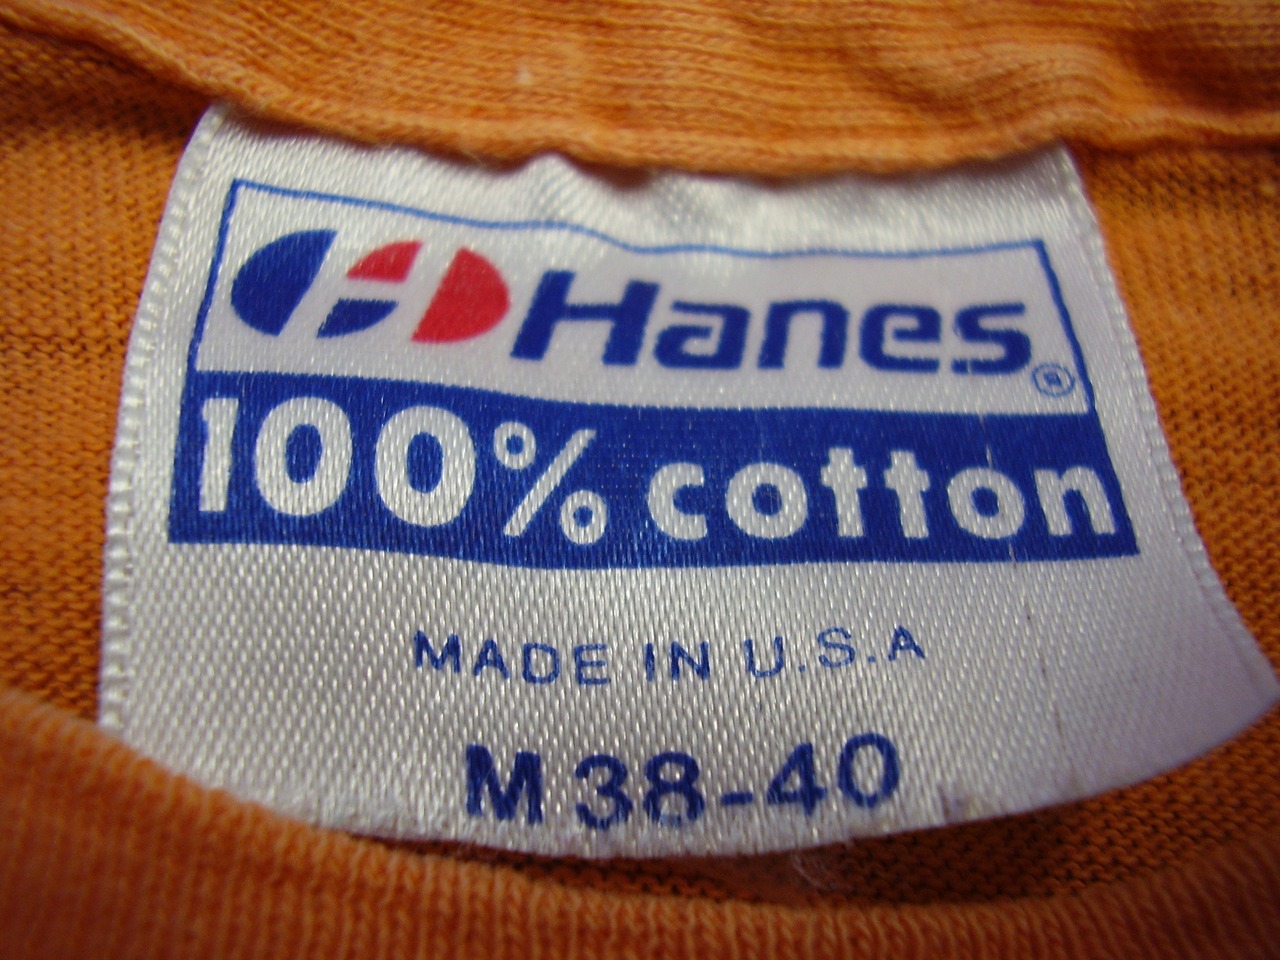 Hanes®
100% cotton
MADE IN U.S.A
M 38-40